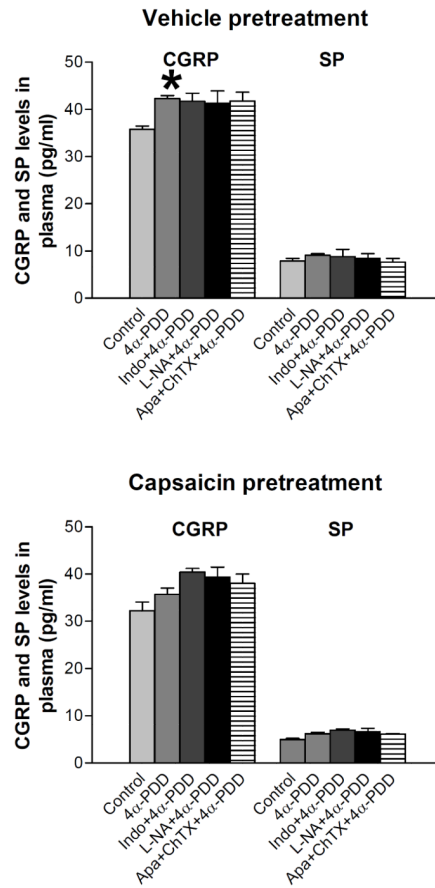 Vehicle pretreatment
CGRP
SP
*
CGRP and SP levels in
plasma (pg/ml)
50
40
30
20
10
0
Control
4α-PDD
Indo+4α-PDD
L-NA+4α-PDD
Apa+ChTX+4α-PDD
Control
4α-PDD
Indo+4α-PDD
L-NA+4α-PDD
Apa+ChTX+4α-PDD
Capsaicin pretreatment
CGRP
SP
CGRP and SP levels in
plasma (pg/ml)
50
40
30
20
10
0
Control
4α-PDD
Indo+4α-PDD
L-NA+4α-PDD
Apa+ChTX+4α-PDD
Control
4α-PDD
Indo+4α-PDD
L-NA+4α-PDD
Apa+ChTX+4α-PDD